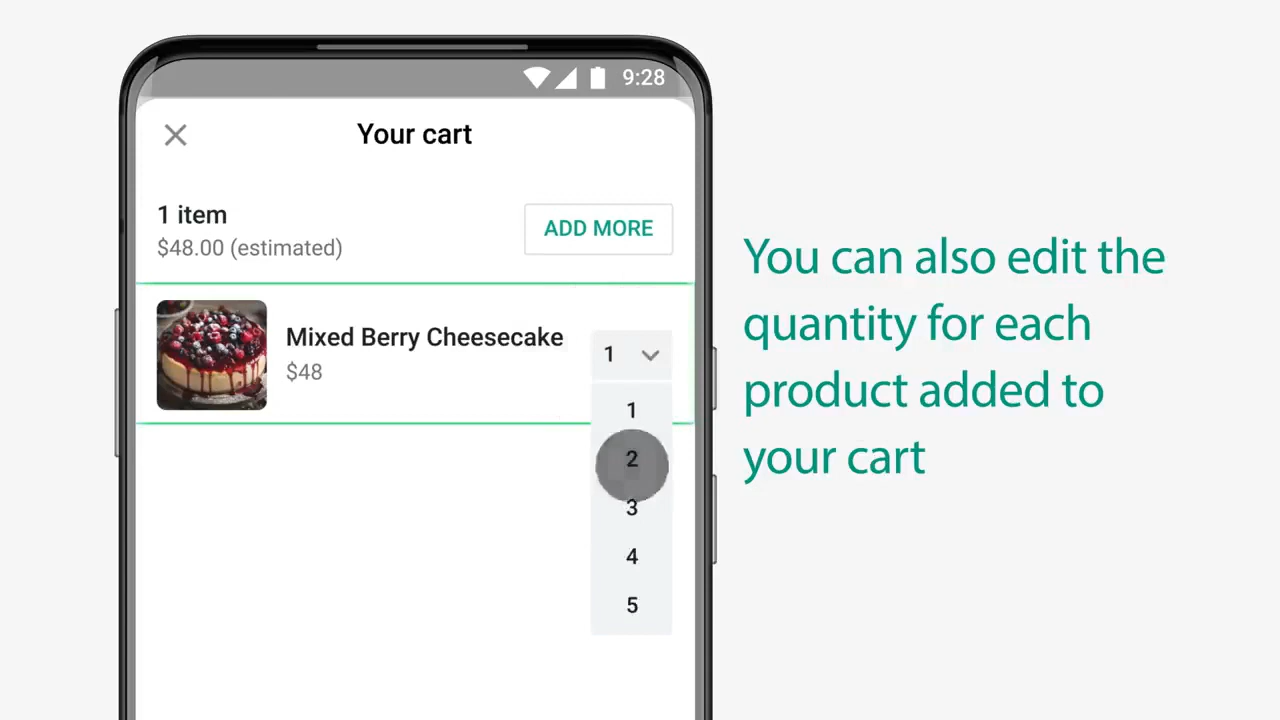 9:28
Your cart
1 item
$48.00 (estimated)
ADD MORE
Mixed Berry Cheesecake
$48
1
1
2
3
4
5
You can also edit the
quantity for each
product added to
your cart